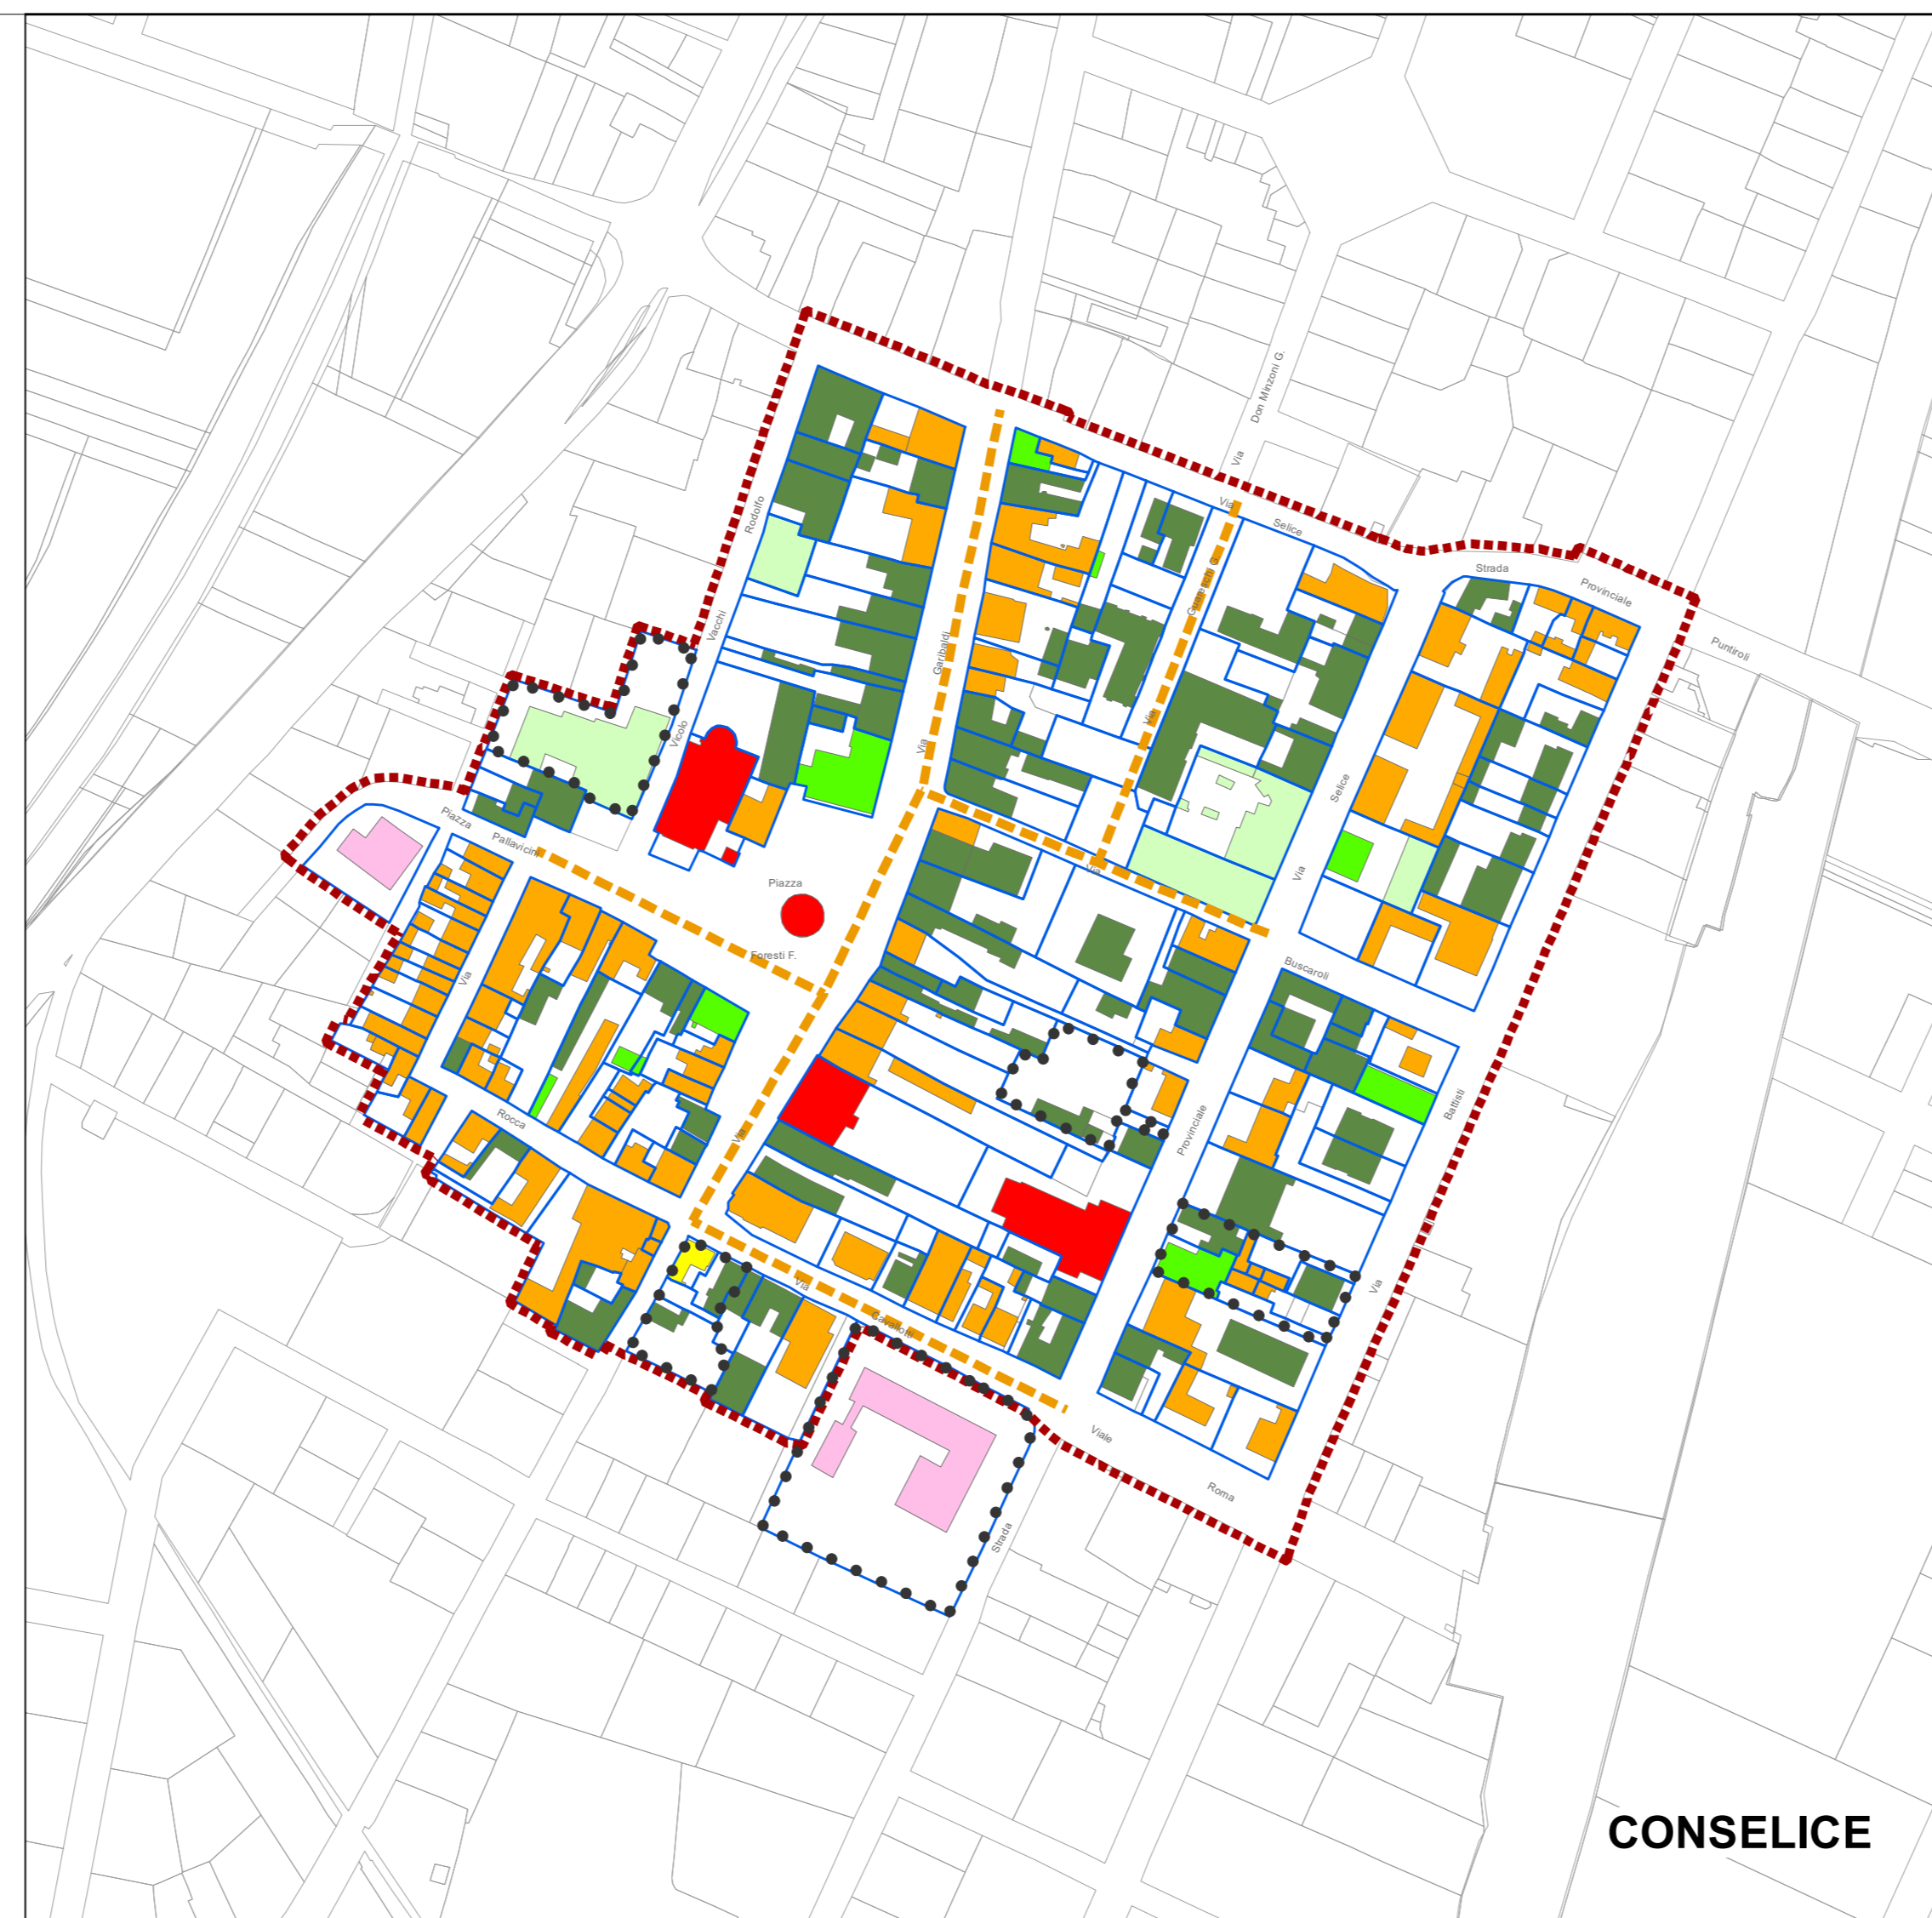 Don Minzoni G.
Via
Via
Selice
Rodolfo
Strada
Provinciale
Guareschi G.
Vacchi
Puntiroli
Garibaldi
Vicolo
Via
Via
Selice
Piazza
Pallavicini
Via
Via
Piazza
Foresti F.
Via
Buscaroli
Rocca
Via
Provinciale
Battisti
Via
Via
Cavallotti
Viale
Roma
Strada
CONSELICE